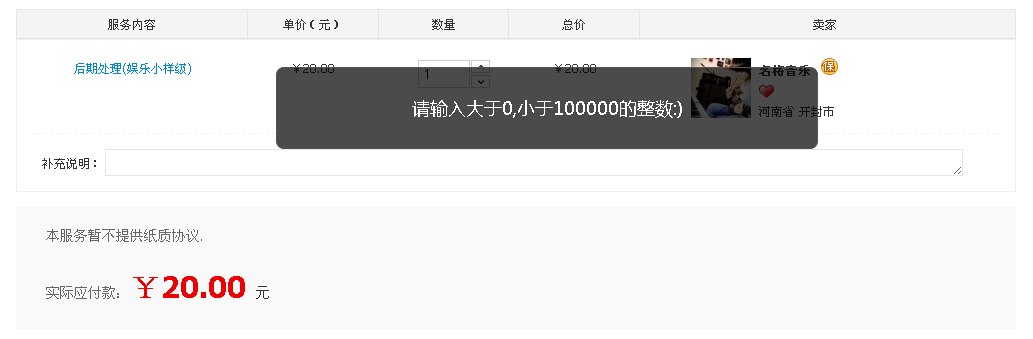 服务内容 单价（元） 数量 总价 卖家
后期处理(娱乐小样级) ￥20.00 1 ￥20.00 名将音乐 保
请输入大于0,小于100000的整数:)
河南省 开封市
补充说明：
本服务暂不提供纸质协议.
实际应付款： ￥20.00 元